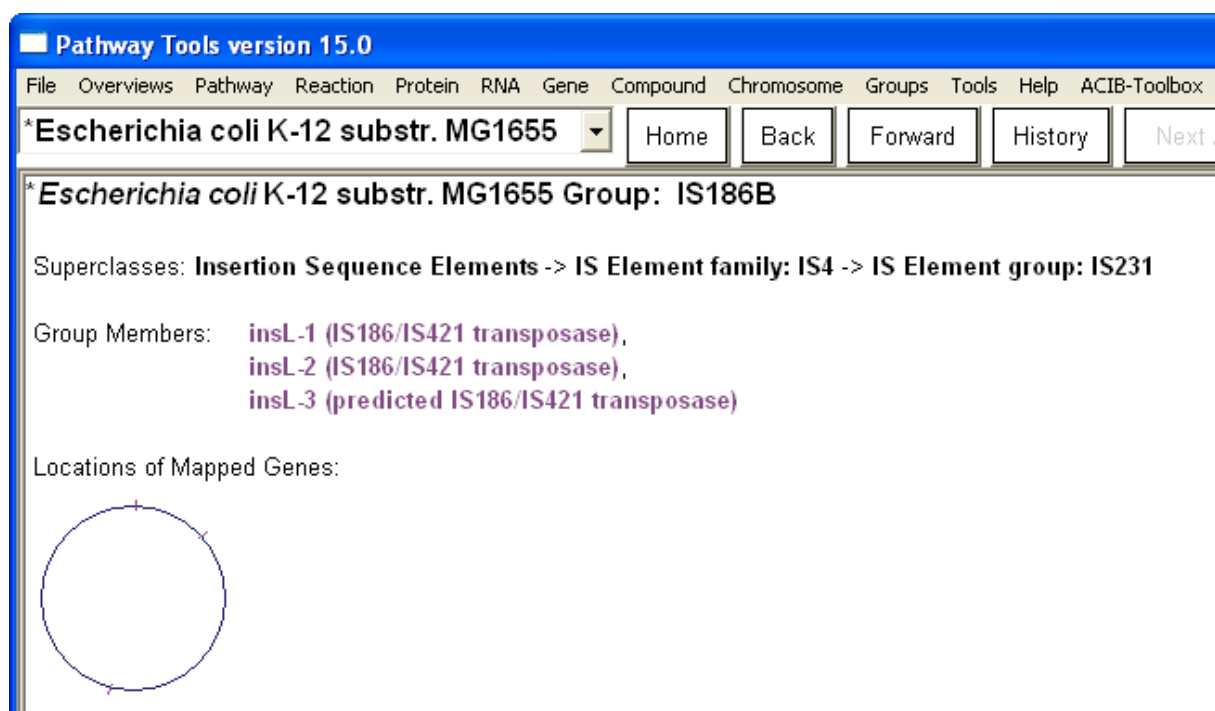 Pathway Tools version 15.0
File Overviews Pathway Reaction Protein RNA Gene Compound Chromosome Groups Tools Help ACIB-Toolbox
*Escherichia coli K-12 substr. MG1655 Home Back Forward History Next
*Escherichia coli K-12 substr. MG1655 Group: IS186B
Superclasses: Insertion Sequence Elements -> IS Element family: IS4 -> IS Element group: IS231
Group Members: insL-1 (IS186/IS421 transposase),
insL-2 (IS186/IS421 transposase),
insL-3 (predicted IS186/IS421 transposase)
Locations of Mapped Genes: